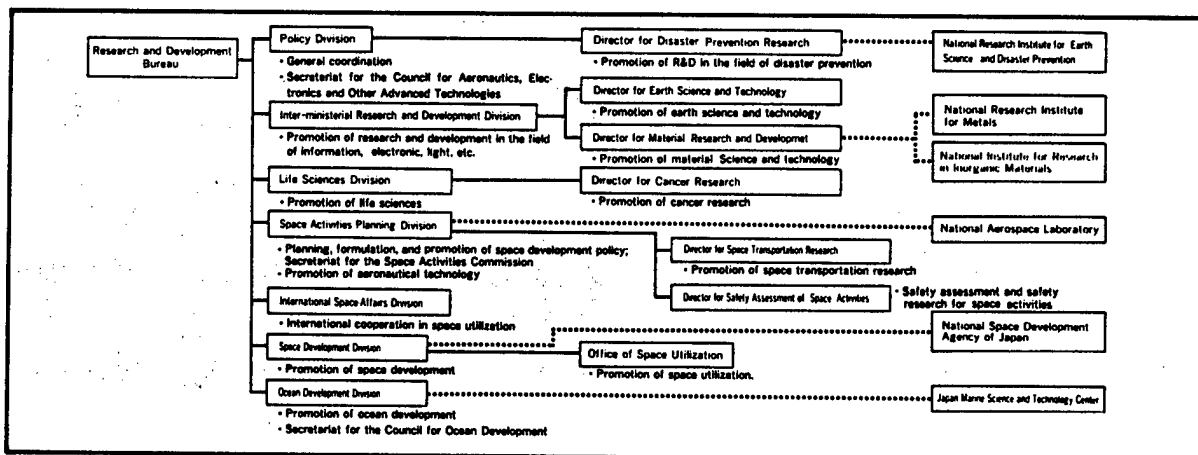 Research and Development
Bureau
Policy Division
• General coordination
• Secretariat for the Council for Aeronautics, Elec-
tronics and Other Advanced Technologies
Director for Disaster Prevention Research
• Promotion of R&D in the field of disaster prevention
National Research Institute for Earth
Science and Disaster Prevention
Inter-ministerial Research and Development Division
• Promotion of research and development in the field
of information, electronic, light, etc.
Director for Earth Science and Technology
• Promotion of earth science and technology
Director for Material Research and Developmet
• Promotion of material Science and technology
National Research Institute
for Metals
National Institute for Research
in Inorganic Materials
Life Sciences Division
• Promotion of life sciences
Director for Cancer Research
• Promotion of cancer research
Space Activities Planning Division
• Planning, formulation, and promotion of space development policy;
Secretariat for the Space Activities Commission
• Promotion of aeronautical technology
National Aerospace Laboratory
Director for Space Transportation Research
• Promotion of space transportation research
Director for Safety Assessment of Space Activities
• Safety assessment and safety
research for space activities
International Space Affairs Division
• International cooperation in space utilization
Space Development Division
• Promotion of space development
Office of Space Utilization
• Promotion of space utilization.
National Space Development
Agency of Japan
Ocean Development Division
• Promotion of ocean development
• Secretariat for the Council for Ocean Development
Japan Marine Science and Technology Center